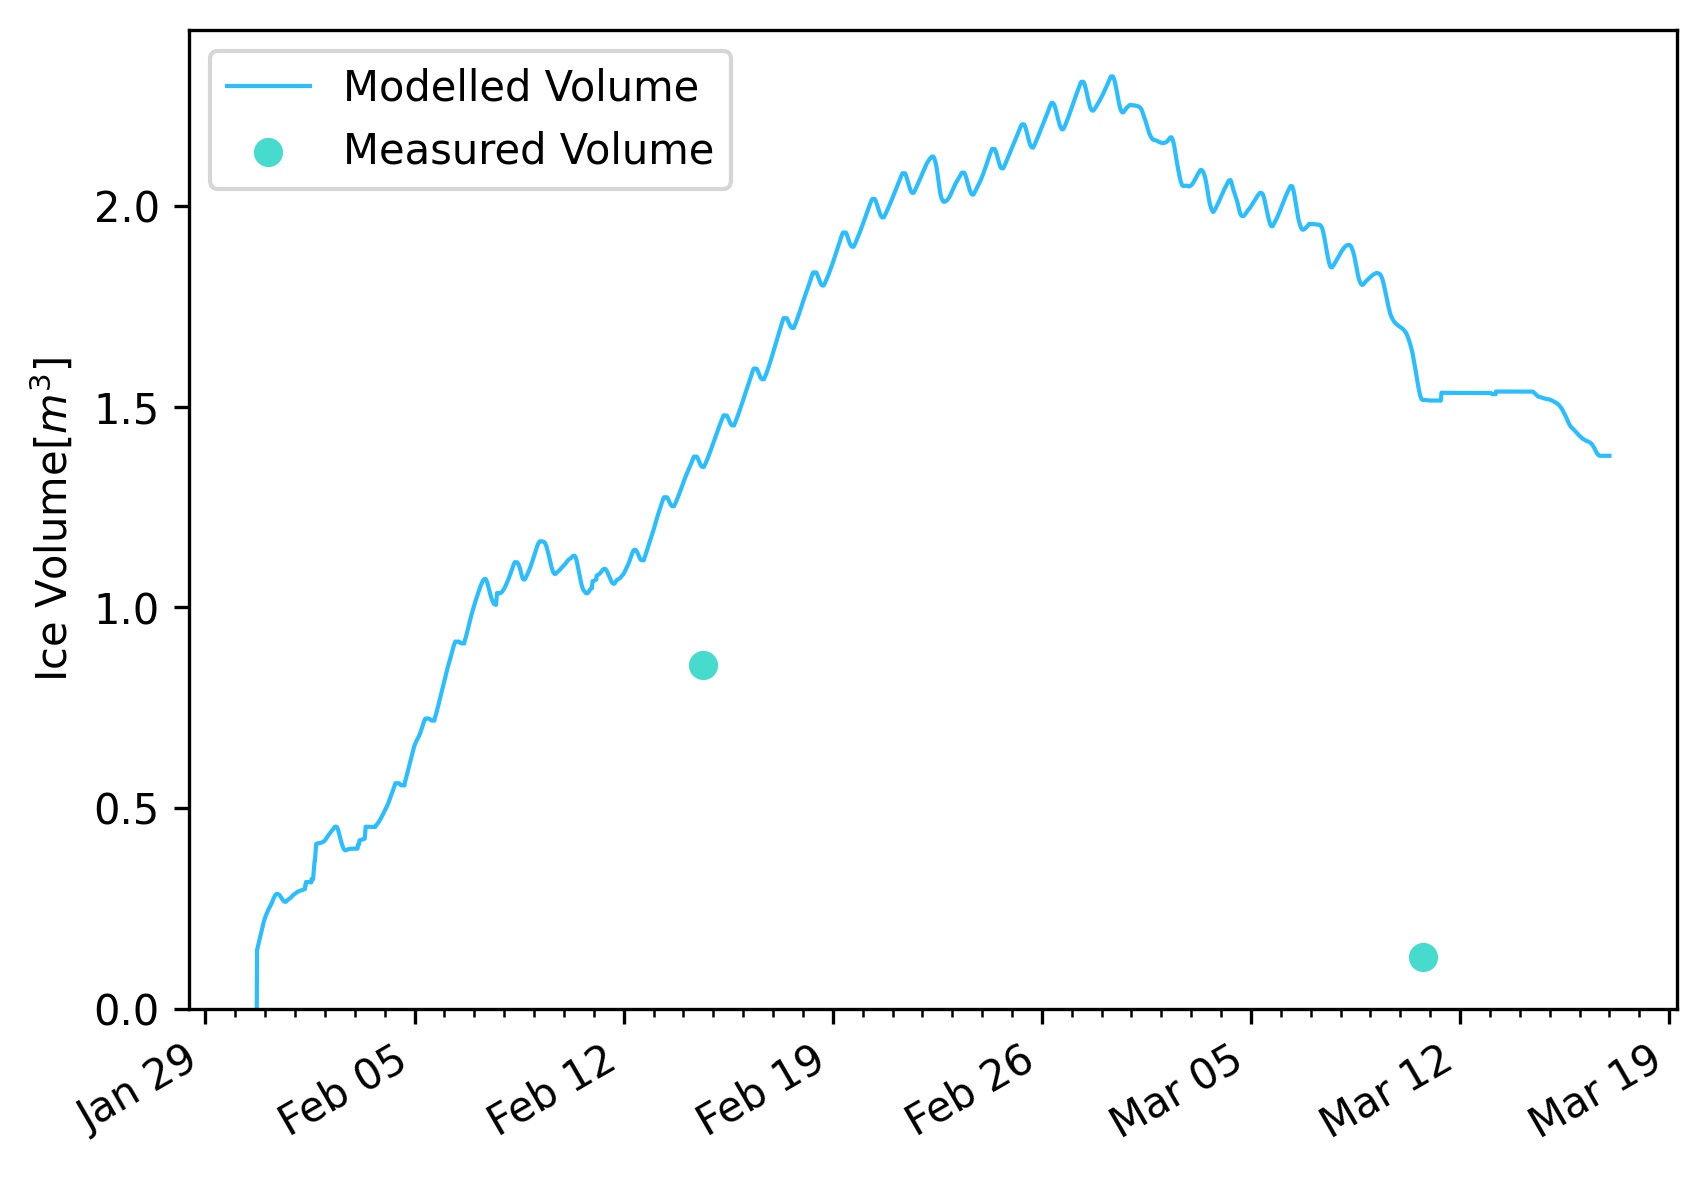 Modelled Volume
Measured Volume
Ice Volume[m³]
2.0
1.5
1.0
0.5
0.0
Jan 29
Feb 05
Feb 12
Feb 19
Feb 26
Mar 05
Mar 12
Mar 19